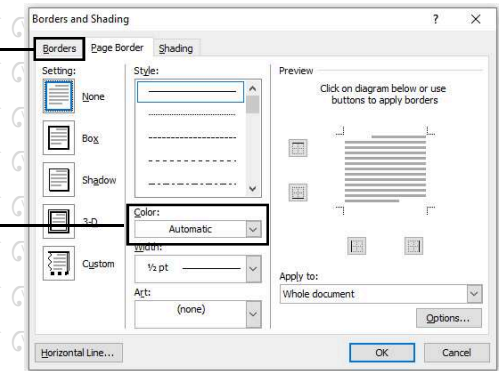 Borders and Shading ? X
Borders Page Border Shading
Setting:
None
Box
Shadow
3-D
Custom
Style:
Color:
Automatic
Width:
½ pt
Art:
(none)
Preview
Click on diagram below or use
buttons to apply borders
Apply to:
Whole document
Options...
Horizontal Line...
OK Cancel